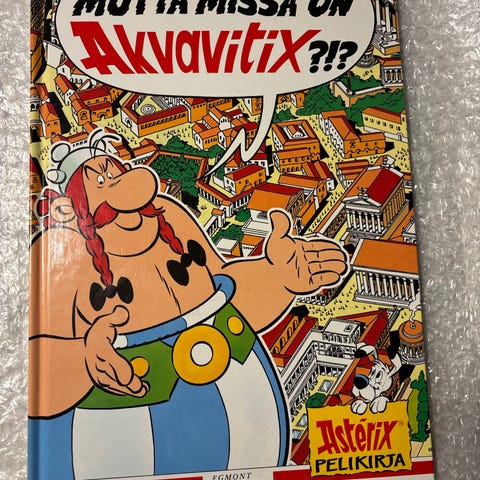 MUTTA MISSÄ ON
Akvavitix?!?
Astérix
PELIKIRJA
EGMONT